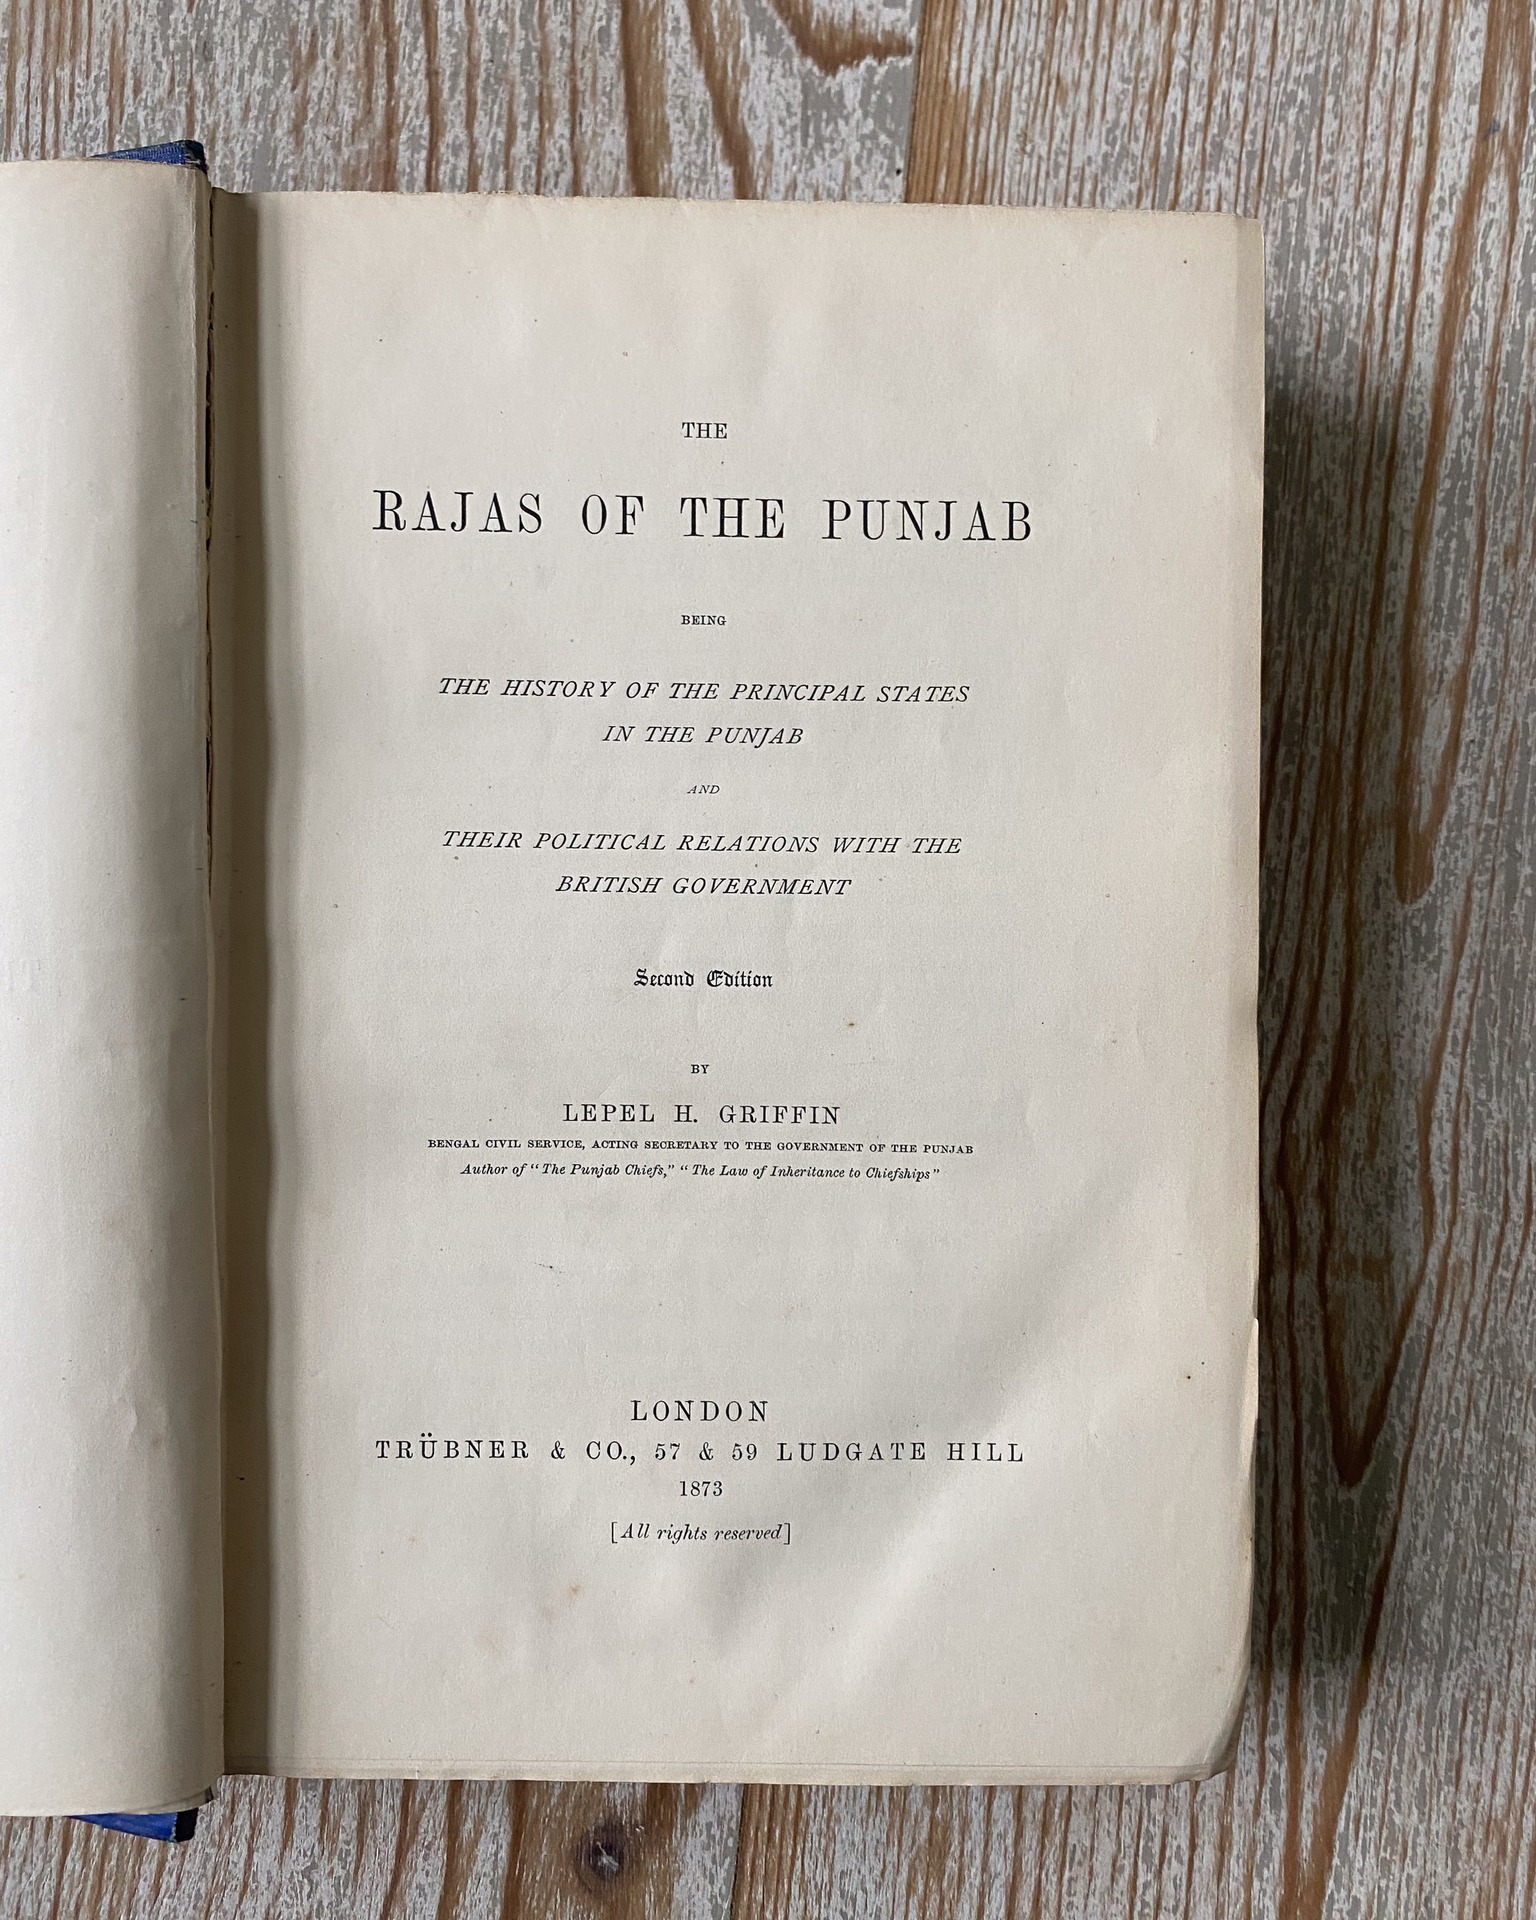 THE
RAJAS OF THE PUNJAB
BEING
THE HISTORY OF THE PRINCIPAL STATES
IN THE PUNJAB
AND
THEIR POLITICAL RELATIONS WITH THE
BRITISH GOVERNMENT
Second Edition
BY
LEPEL H. GRIFFIN
BENGAL CIVIL SERVICE, ACTING SECRETARY TO THE GOVERNMENT OF THE PUNJAB
Author of “The Punjab Chiefs,” “The Law of Inheritance to Chiefships”
LONDON
TRÜBNER & CO., 57 & 59 LUDGATE HILL
1873
[All rights reserved]